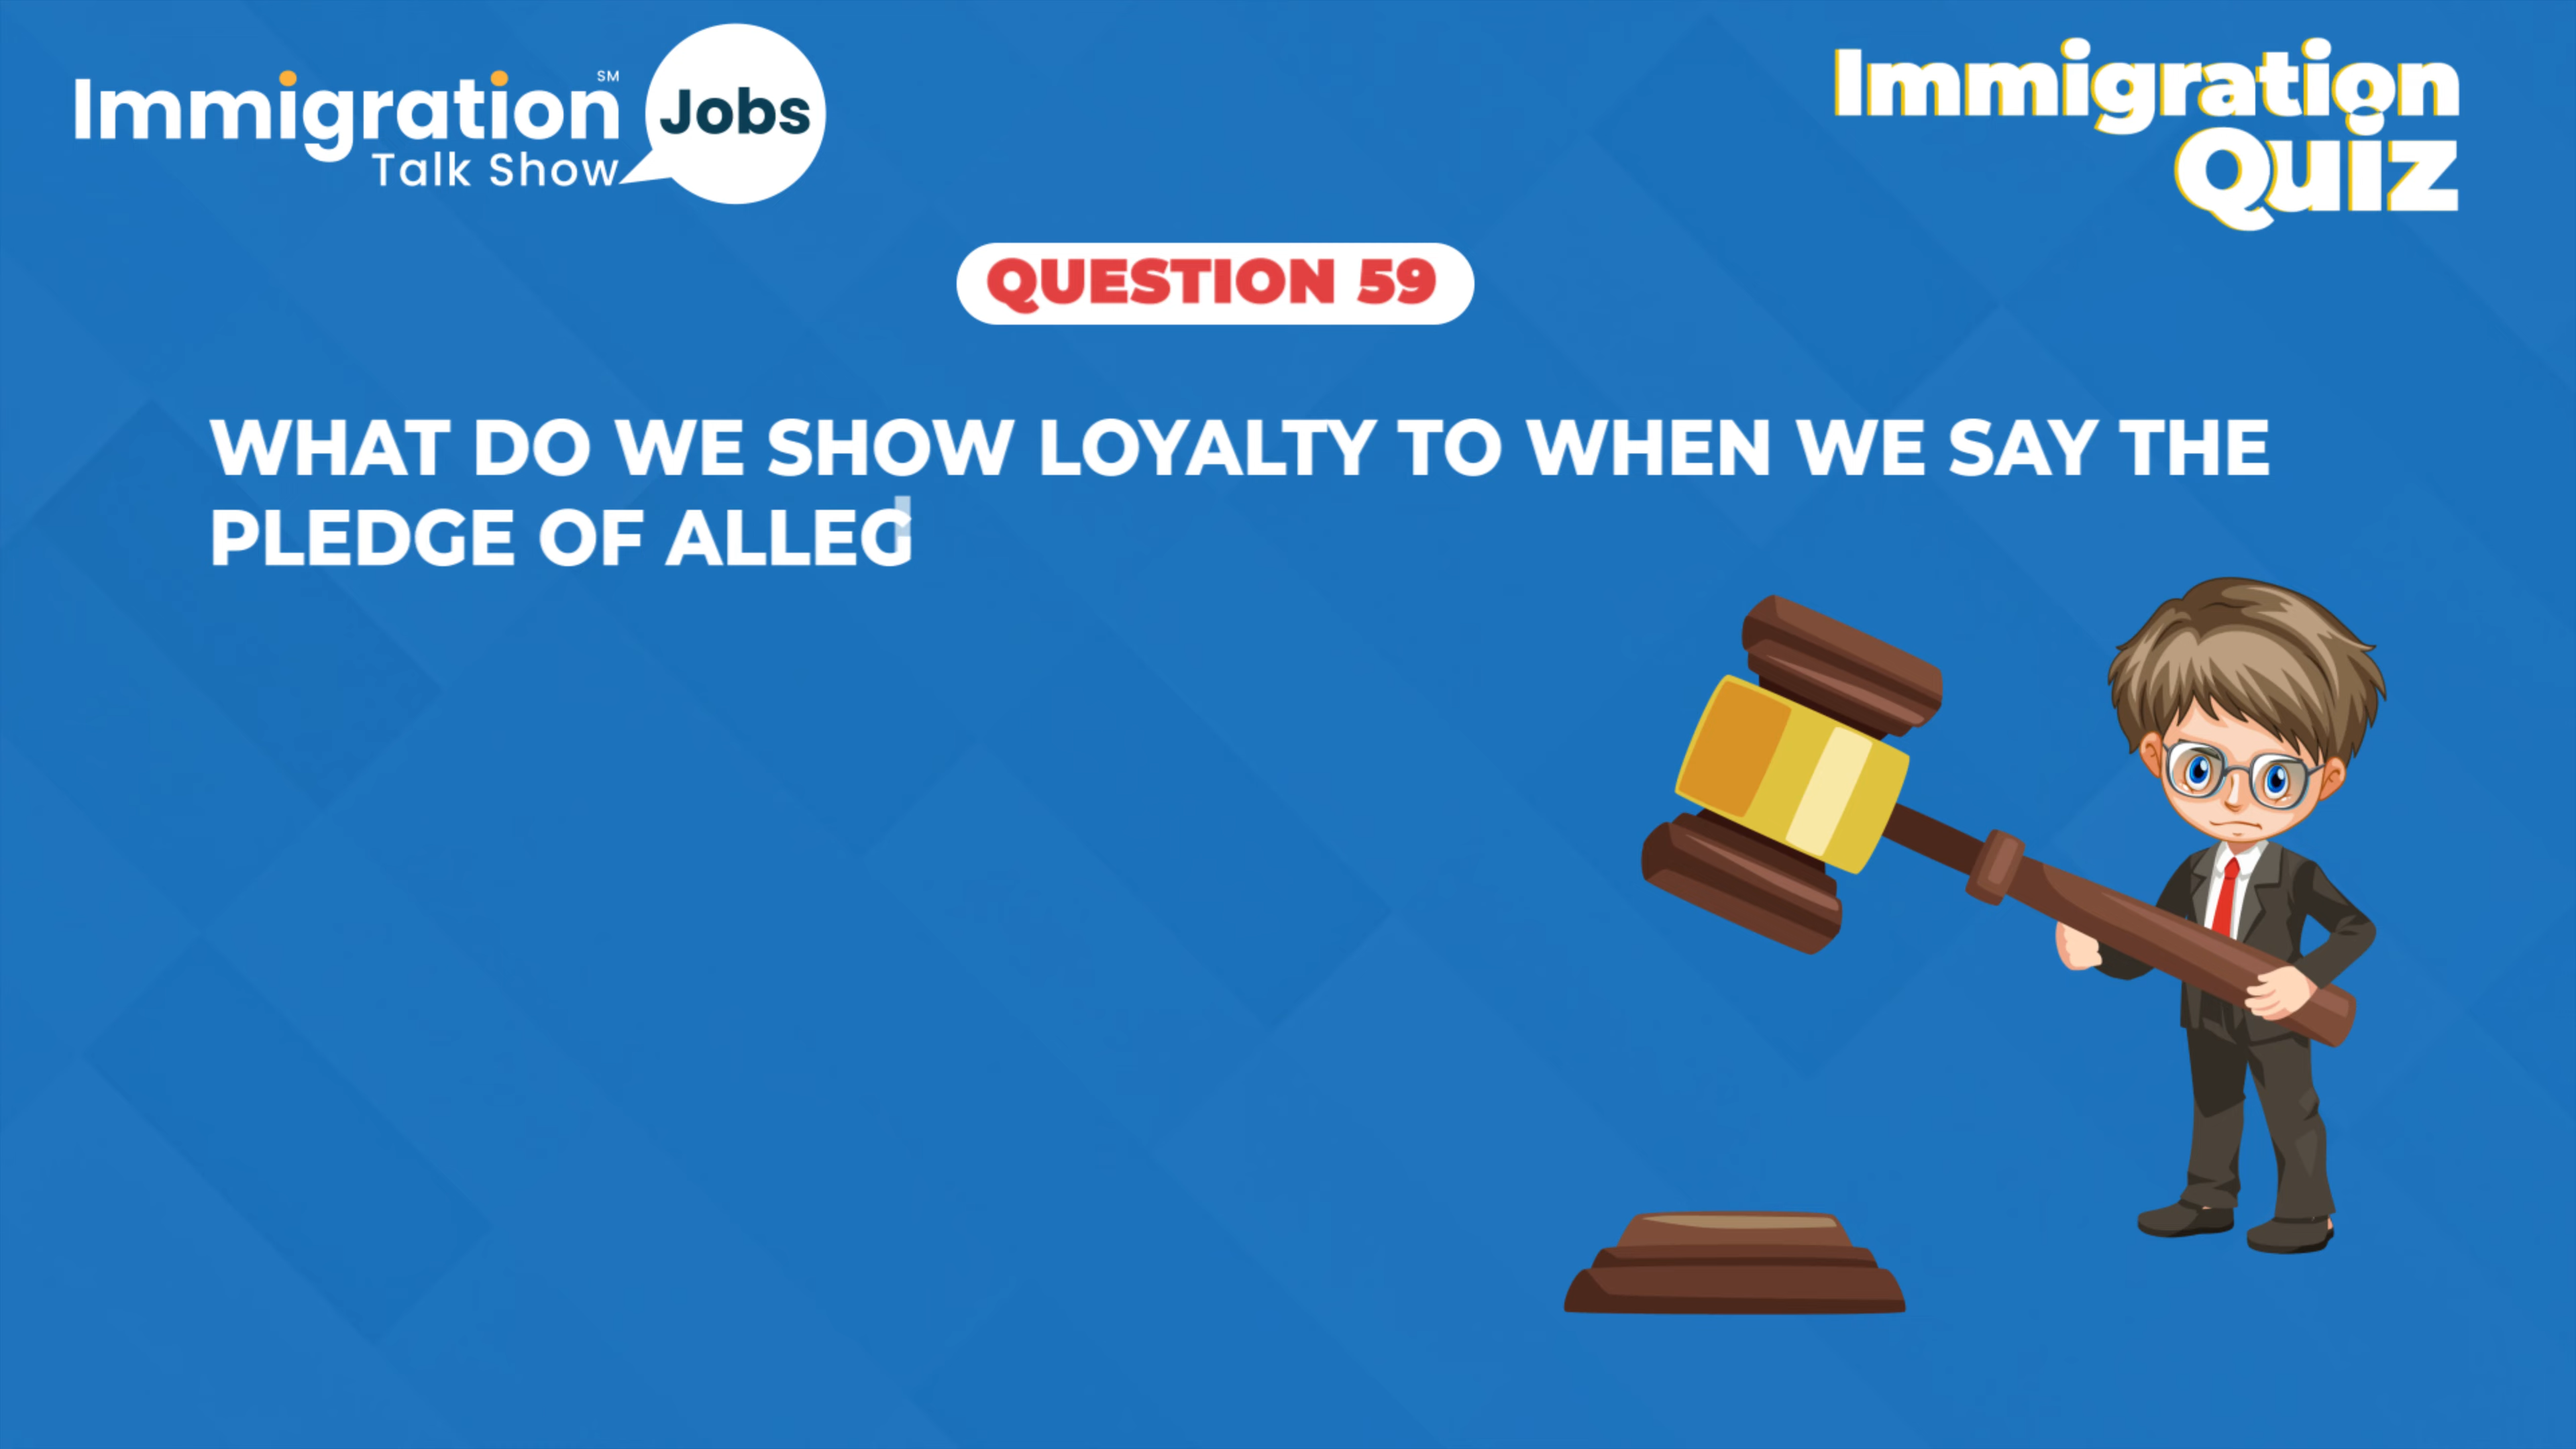 Immigration SM
Talk Show
Jobs
Immigration
Quiz
QUESTION 59
WHAT DO WE SHOW LOYALTY TO WHEN WE SAY THE
PLEDGE OF ALLEG